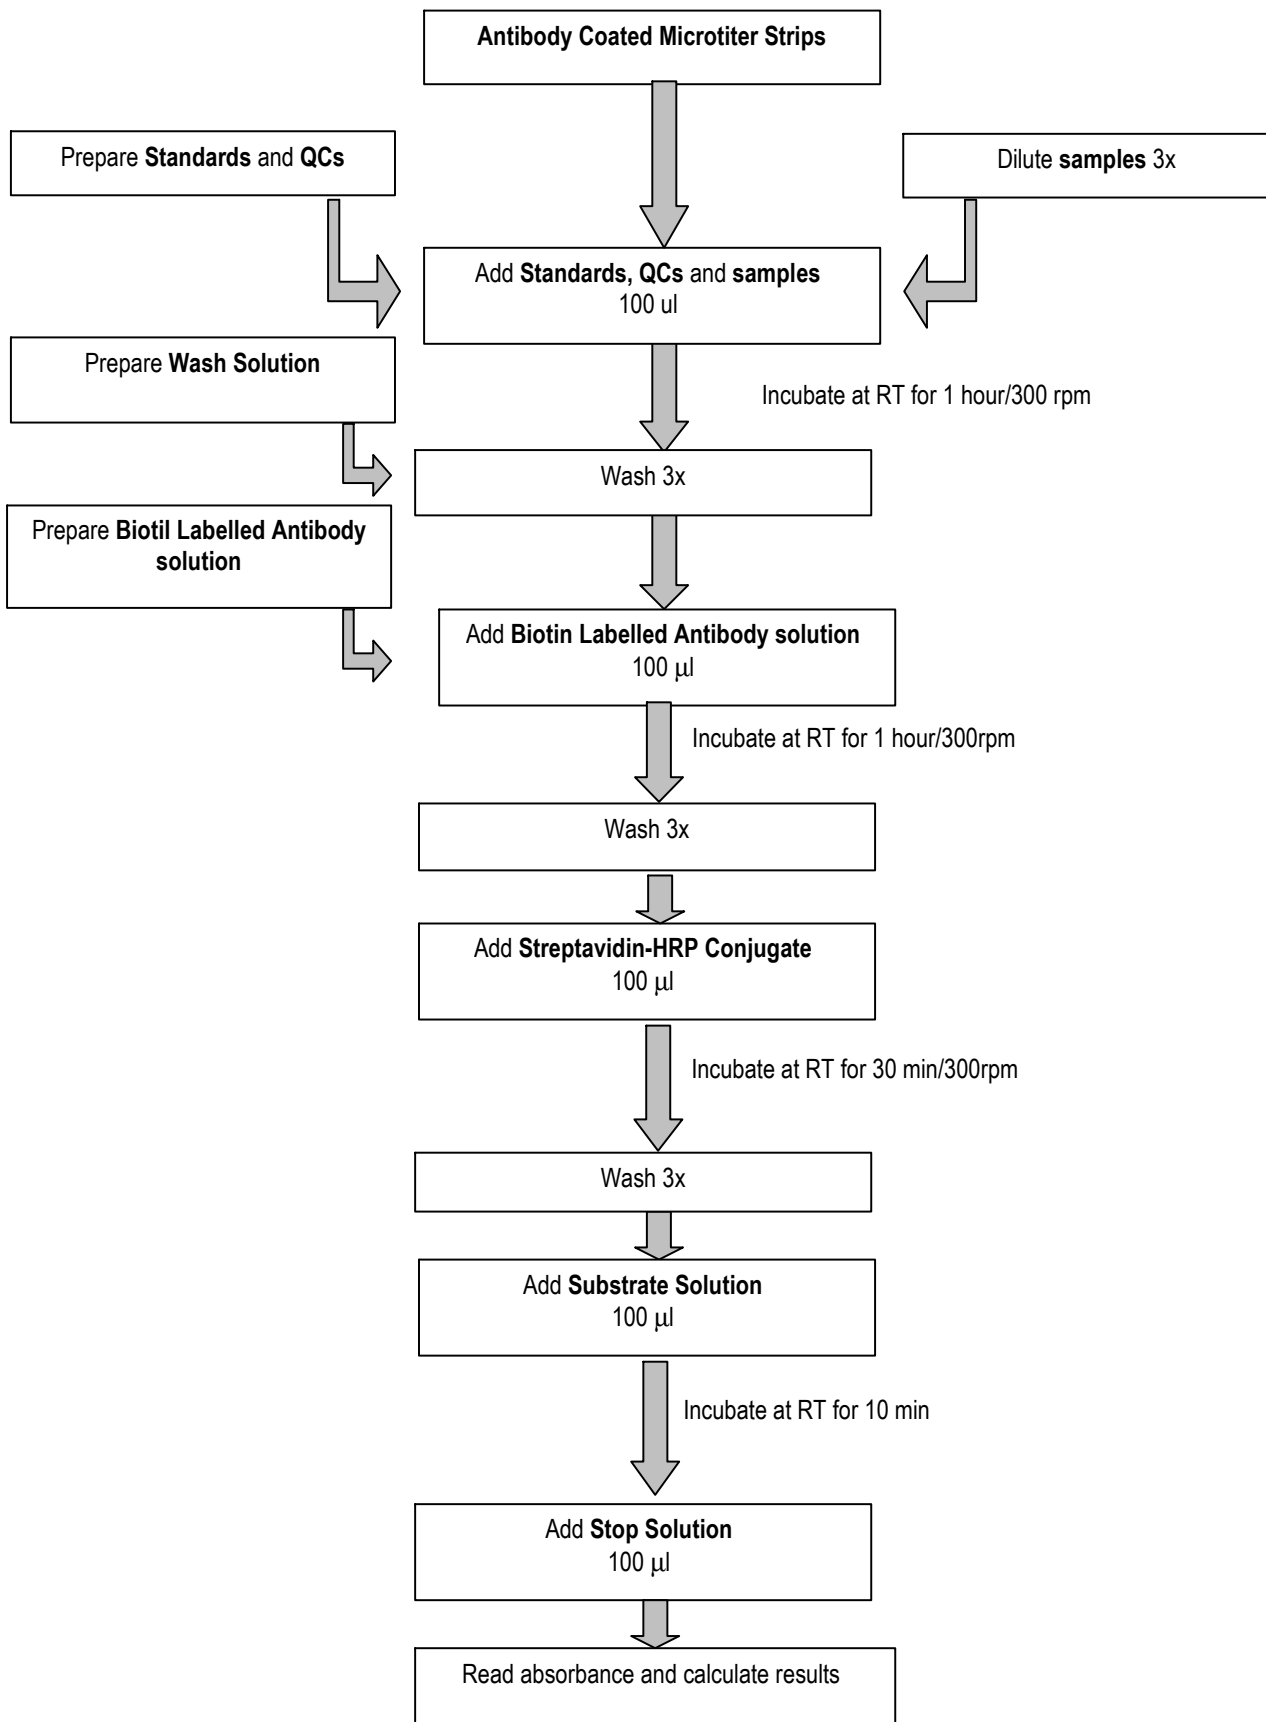 Antibody Coated Microtiter Strips
Prepare Standards and QCs
Dilute samples 3x
Add Standards, QCs and samples
100 ul
Prepare Wash Solution
Incubate at RT for 1 hour/300 rpm
Wash 3x
Prepare Biotil Labelled Antibody
solution
Add Biotin Labelled Antibody solution
100 μl
Incubate at RT for 1 hour/300rpm
Wash 3x
Add Streptavidin-HRP Conjugate
100 μl
Incubate at RT for 30 min/300rpm
Wash 3x
Add Substrate Solution
100 μl
Incubate at RT for 10 min
Add Stop Solution
100 μl
Read absorbance and calculate results